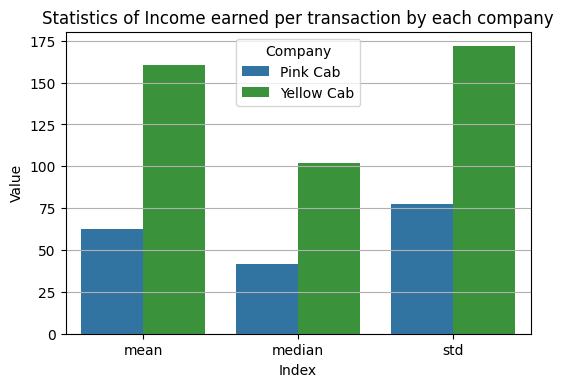 Statistics of Income earned per transaction by each company
Company
Pink Cab
Yellow Cab
175
150
125
100
75
50
25
0
Value
mean median std
Index